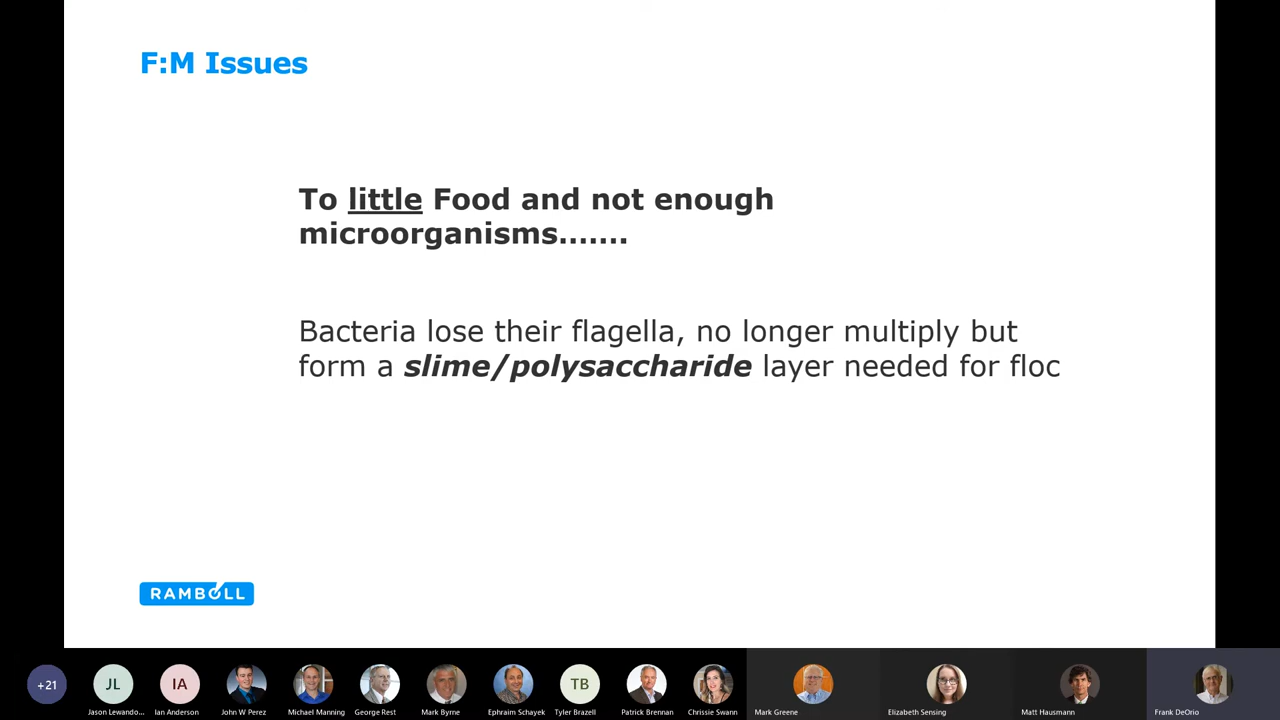 F:M Issues
To little Food and not enough
microorganisms.......
Bacteria lose their flagella, no longer multiply but
form a slime/polysaccharide layer needed for floc
RAMBOLL
+21
JL
IA
TB
Jason Lewando...
Ian Anderson
John W Perez
Michael Manning
George Rest
Mark Byrne
Ephraim Schayek
Tyler Brazell
Patrick Brennan
Chrissie Swann
Mark Greene
Elizabeth Sensing
Matt Hausmann
Frank DeOrio